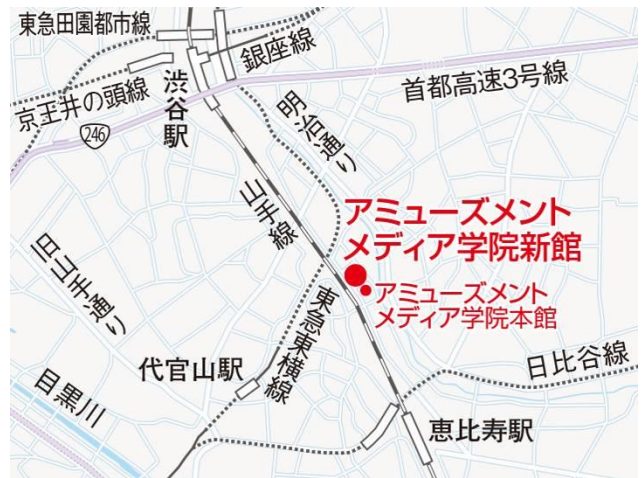 東急田園都市線
銀座線
首都高速3号線
京王井の頭線
渋谷駅
246
明治通り
山手線
アミューズメント
メディア学院新館
アミューズメント
メディア学院本館
旧山手通り
東急東横線
代官山駅
日比谷線
目黒川
恵比寿駅